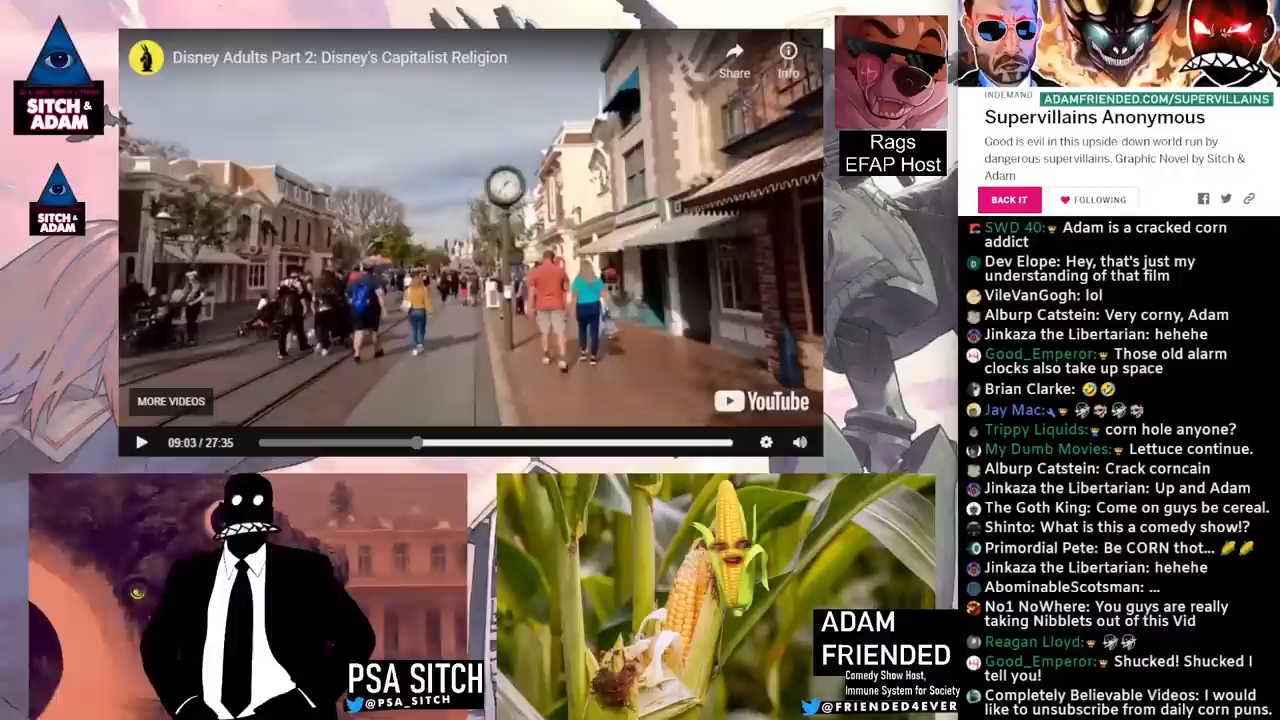 SITCH &
ADAM
SITCH &
ADAM
Disney Adults Part 2: Disney's Capitalist Religion
Share
Info
MORE VIDEOS
YouTube
09:03 / 27:35
Rags
EFAP Host
INDEMAND
ADAMFRIENDED.COM/SUPERVILLAINS
Supervillains Anonymous
Good is evil in this upside-down world run by
dangerous supervillains. Graphic Novel by Sitch &
Adam
BACK IT
FOLLOWING
SWD 40: Adam is a cracked corn
addict
Dev Elope: Hey, that's just my
understanding of that film
VileVanGogh: lol
Alburp Catstein: Very corny, Adam
Jinkaza the Libertarian: hehehe
Good_Emperor: Those old alarm
clocks also take up space
Brian Clarke: 🤣🤣
Jay Mac:
Trippy Liquids: corn hole anyone?
My Dumb Movies: Lettuce continue.
Alburp Catstein: Crack corncain
Jinkaza the Libertarian: Up and Adam
The Goth King: Come on guys be cereal.
Shinto: What is this a comedy show!?
Primordial Pete: Be CORN thot... 🌽🌽
Jinkaza the Libertarian: hehehe
AbominableScotsman: ...
No1 NoWhere: You guys are really
taking Nibblets out of this Vid
Reagan Lloyd:
Good_Emperor: Shucked! Shucked I
tell you!
Completely Believable Videos: I would
like to unsubscribe from daily corn puns.
PSA SITCH
@PSA_SITCH
ADAM
FRIENDED
Comedy Show Host,
Immune System for Society
@FRIENDED4EVER